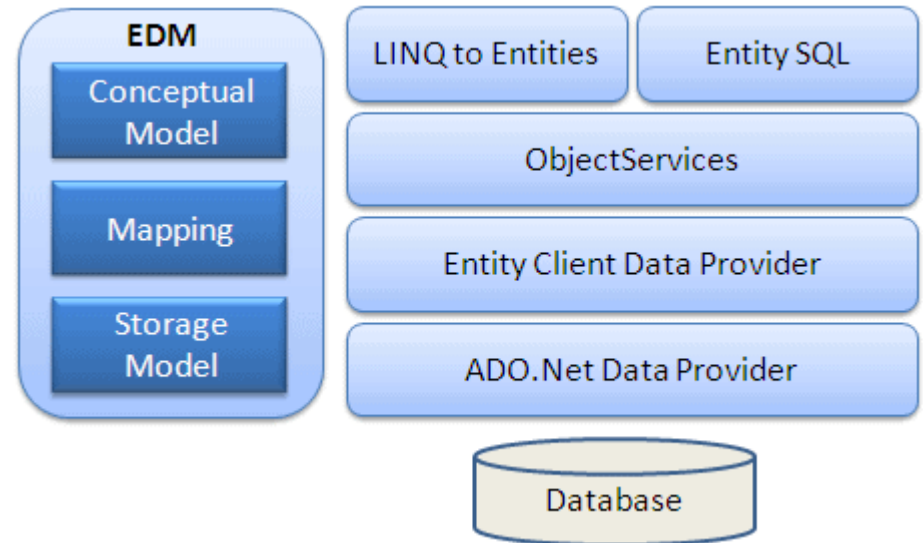 EDM
Conceptual
Model
Mapping
Storage
Model
LINQ to Entities
Entity SQL
ObjectServices
Entity Client Data Provider
ADO.Net Data Provider
Database